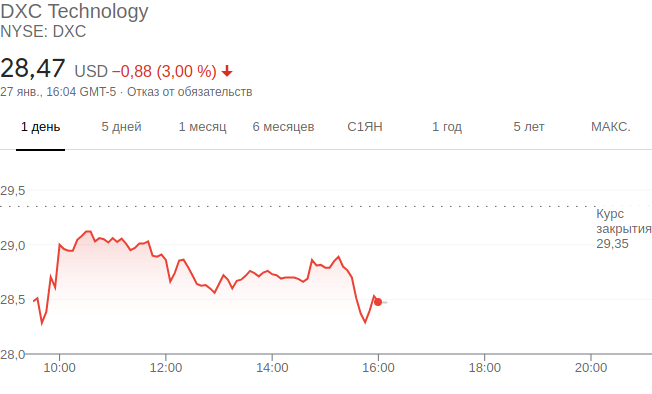 DXC Technology
NYSE: DXC
28,47 USD −0,88 (3,00 %)
27 янв., 16:04 GMT-5 · Отказ от обязательств
1 день 5 дней 1 месяц 6 месяцев С1ЯН 1 год 5 лет МАКС.
29,5
Курс
закрытия
29,35
29,0
28,5
28,0
10:00 12:00 14:00 16:00 18:00 20:00